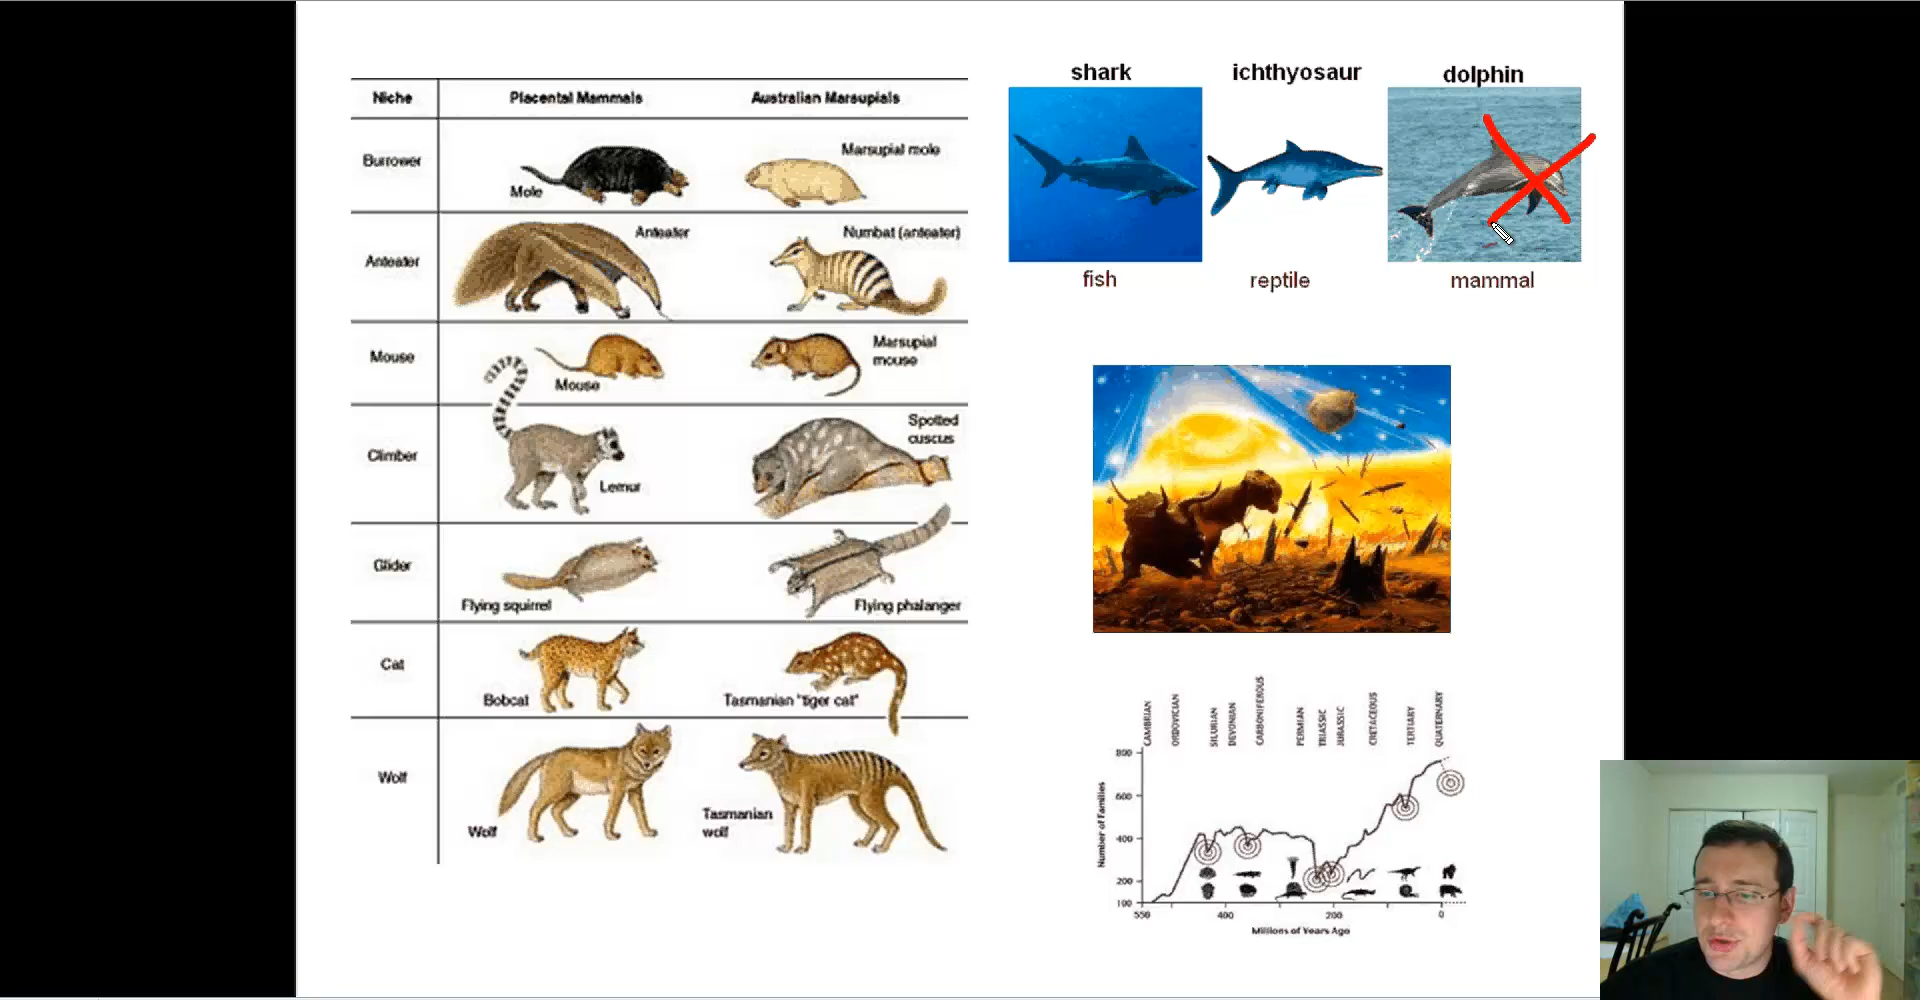 Niche Placental Mammals Australian Marsupials
Burrower Mole Marsupial mole
Anteater Anteater Numbat (anteater)
Mouse Mouse Marsupial
mouse
Climber Lemur Spotted
cuscus
Glider Flying squirrel Flying phalanger
Cat Bobcat Tasmanian "tiger cat"
Wolf Wolf Tasmanian
wolf
shark ichthyosaur dolphin
fish reptile mammal
CAMBRIAN
ORDOVICIAN
SILURIAN
DEVONIAN
CARBONIFEROUS
PERMIAN
TRIASSIC
JURASSIC
CRETACEOUS
TERTIARY
QUATERNARY
Number of Families
800
600
400
200
100
550 400 200 0
Millions of Years Ago